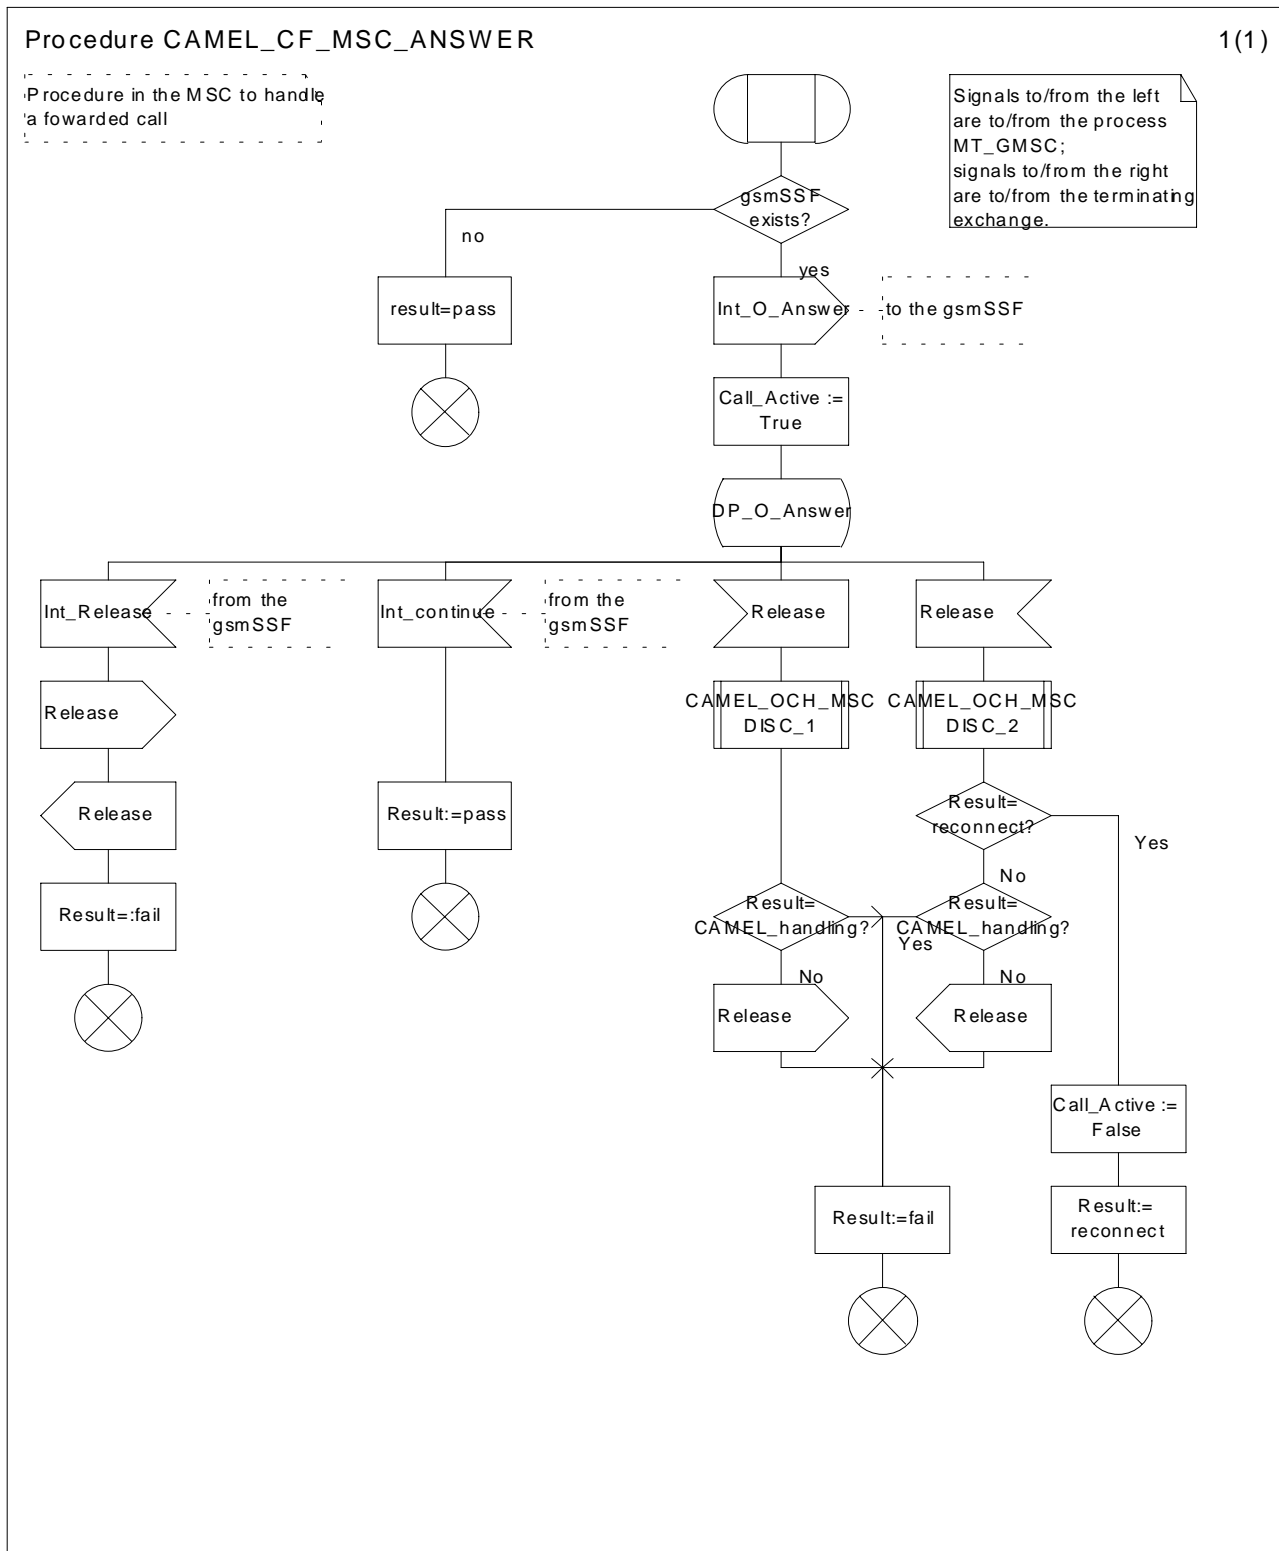 Procedure CAMEL_CF_MSC_ANSWER
1(1)
Procedure in the MSC to handle
a fowarded call
Signals to/from the left
are to/from the process
MT_GMSC;
signals to/from the right
are to/from the terminating
exchange.
gsmSSF
exists?
no
yes
result=pass
Int_O_Answer
to the gsmSSF
Call_Active :=
True
DP_O_Answer
Int_Release
from the
gsmSSF
Int_continue
from the
gsmSSF
Release
Release
Release
CAMEL_OCH_MSC
DISC_1
CAMEL_OCH_MSC
DISC_2
Release
Result:=pass
Result=
reconnect?
Yes
No
Result=:fail
Result=
CAMEL_handling?
Yes
Result=
CAMEL_handling?
No
No
Release
Release
Call_Active :=
False
Result:=fail
Result:=
reconnect